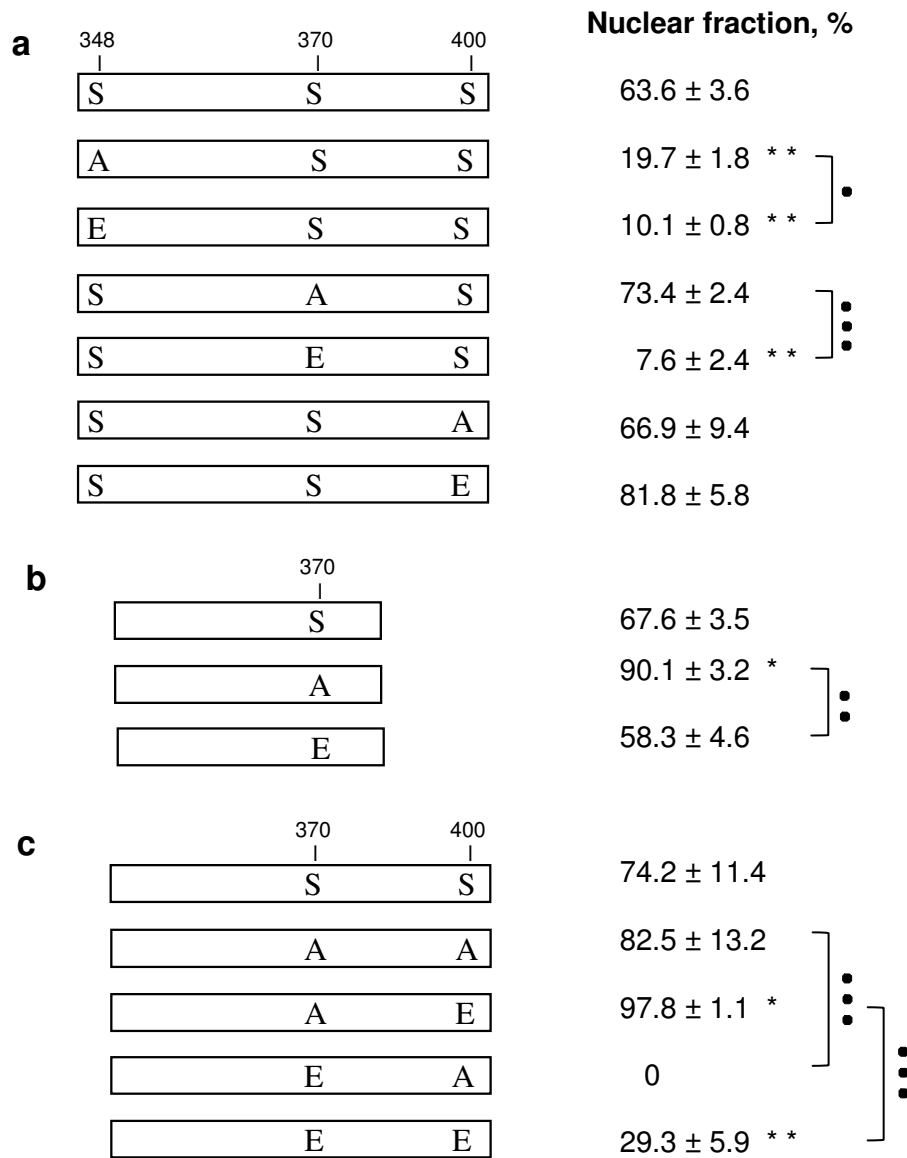 Nuclear fraction, %
a
348 370 400
S S S 63.6 ± 3.6
A S S 19.7 ± 1.8 * *
E S S 10.1 ± 0.8 * *
S A S 73.4 ± 2.4
S E S 7.6 ± 2.4 * *
S S A 66.9 ± 9.4
S S E 81.8 ± 5.8
b
370
S 67.6 ± 3.5
A 90.1 ± 3.2 *
E 58.3 ± 4.6
c
370 400
S S 74.2 ± 11.4
A A 82.5 ± 13.2
A E 97.8 ± 1.1 *
E A 0
E E 29.3 ± 5.9 * *